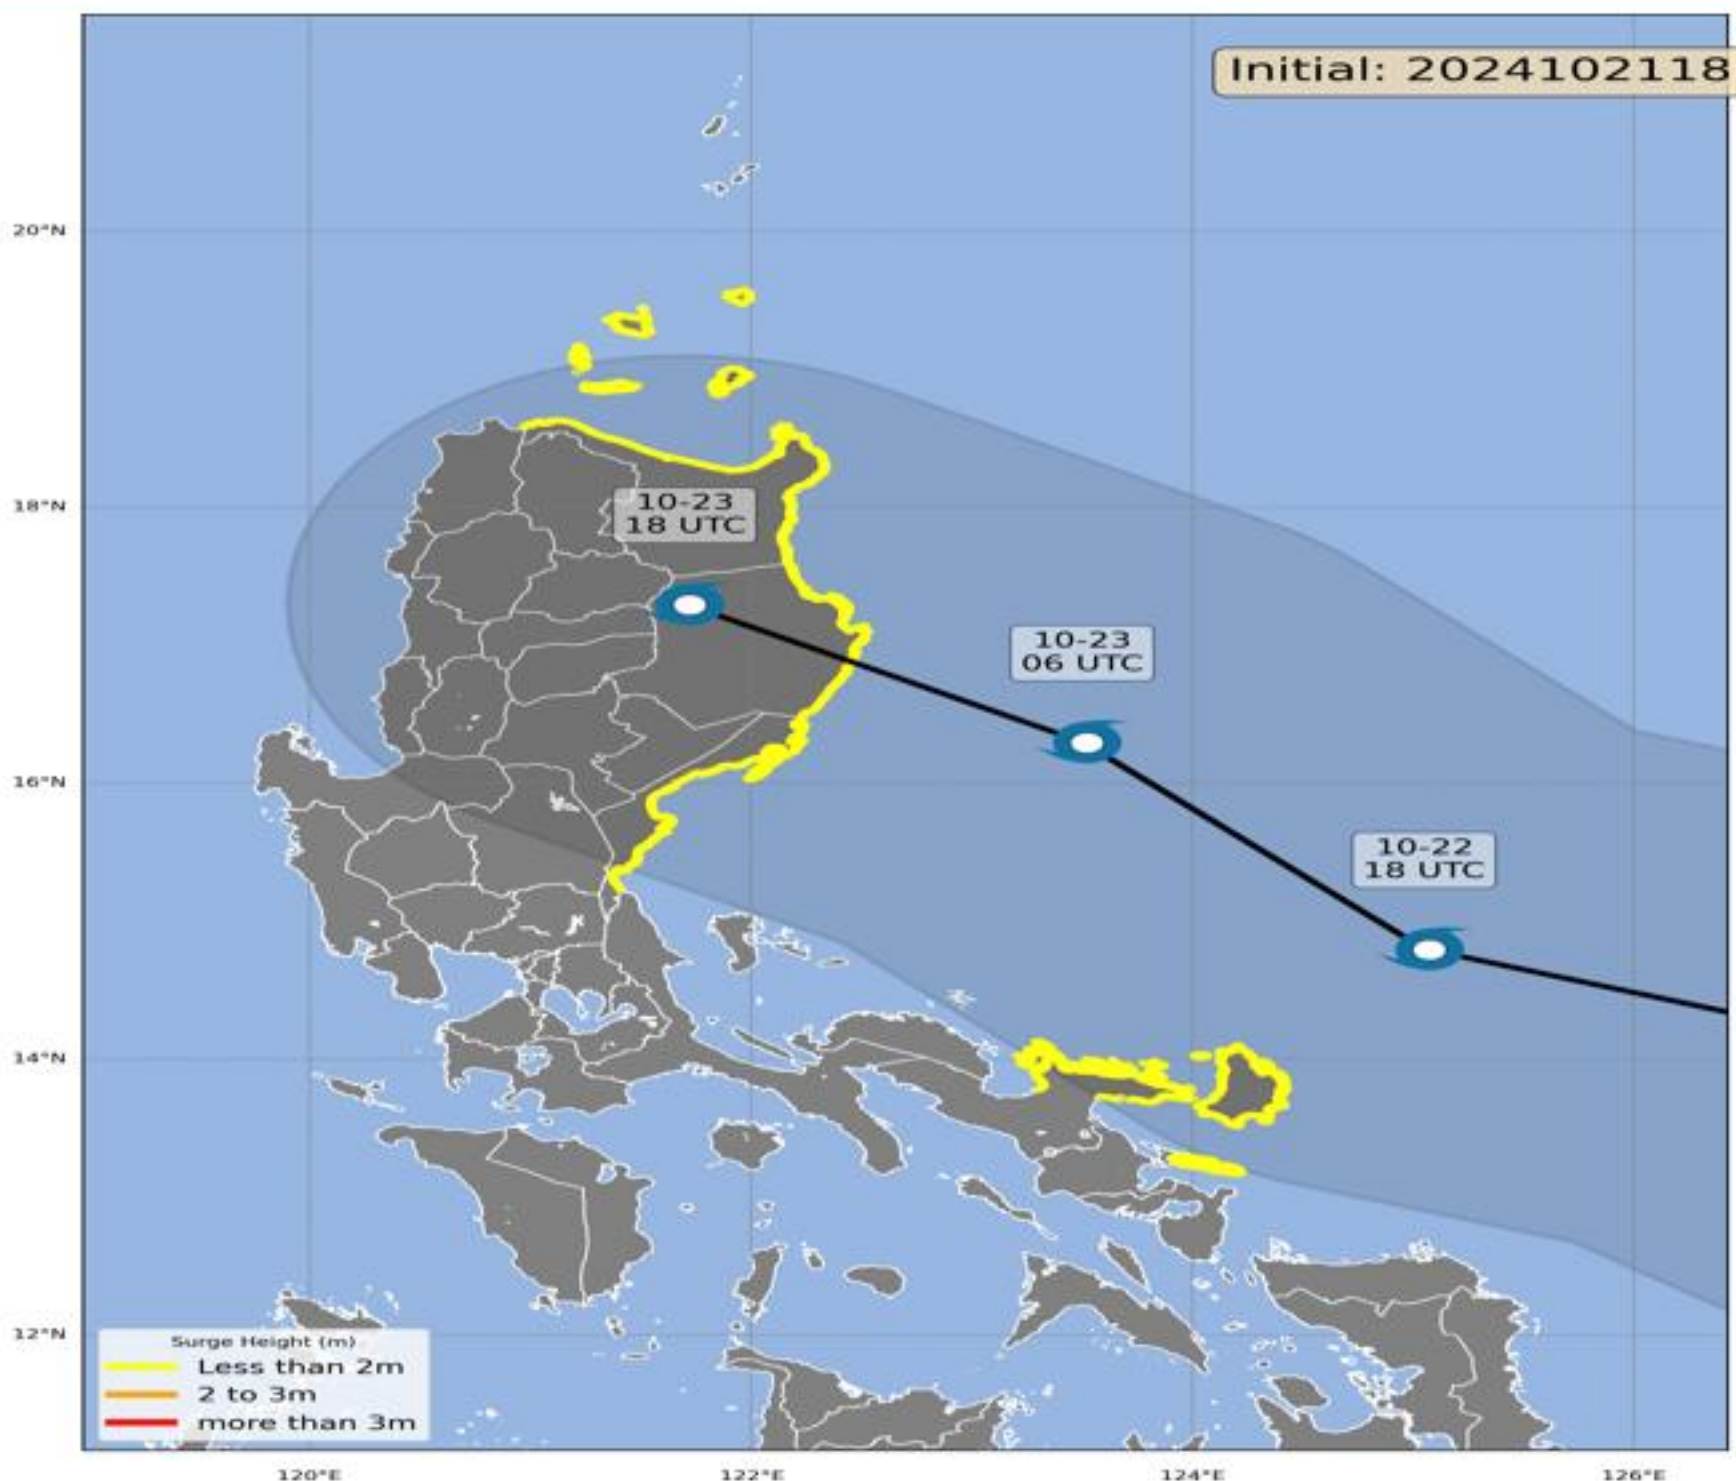 Initial: 2024102118
20°N
18°N
10-23
18 UTC
10-23
06 UTC
16°N
10-22
18 UTC
14°N
12°N
Surge Height (m)
Less than 2m
2 to 3m
more than 3m
120°E
122°E
124°E
126°E